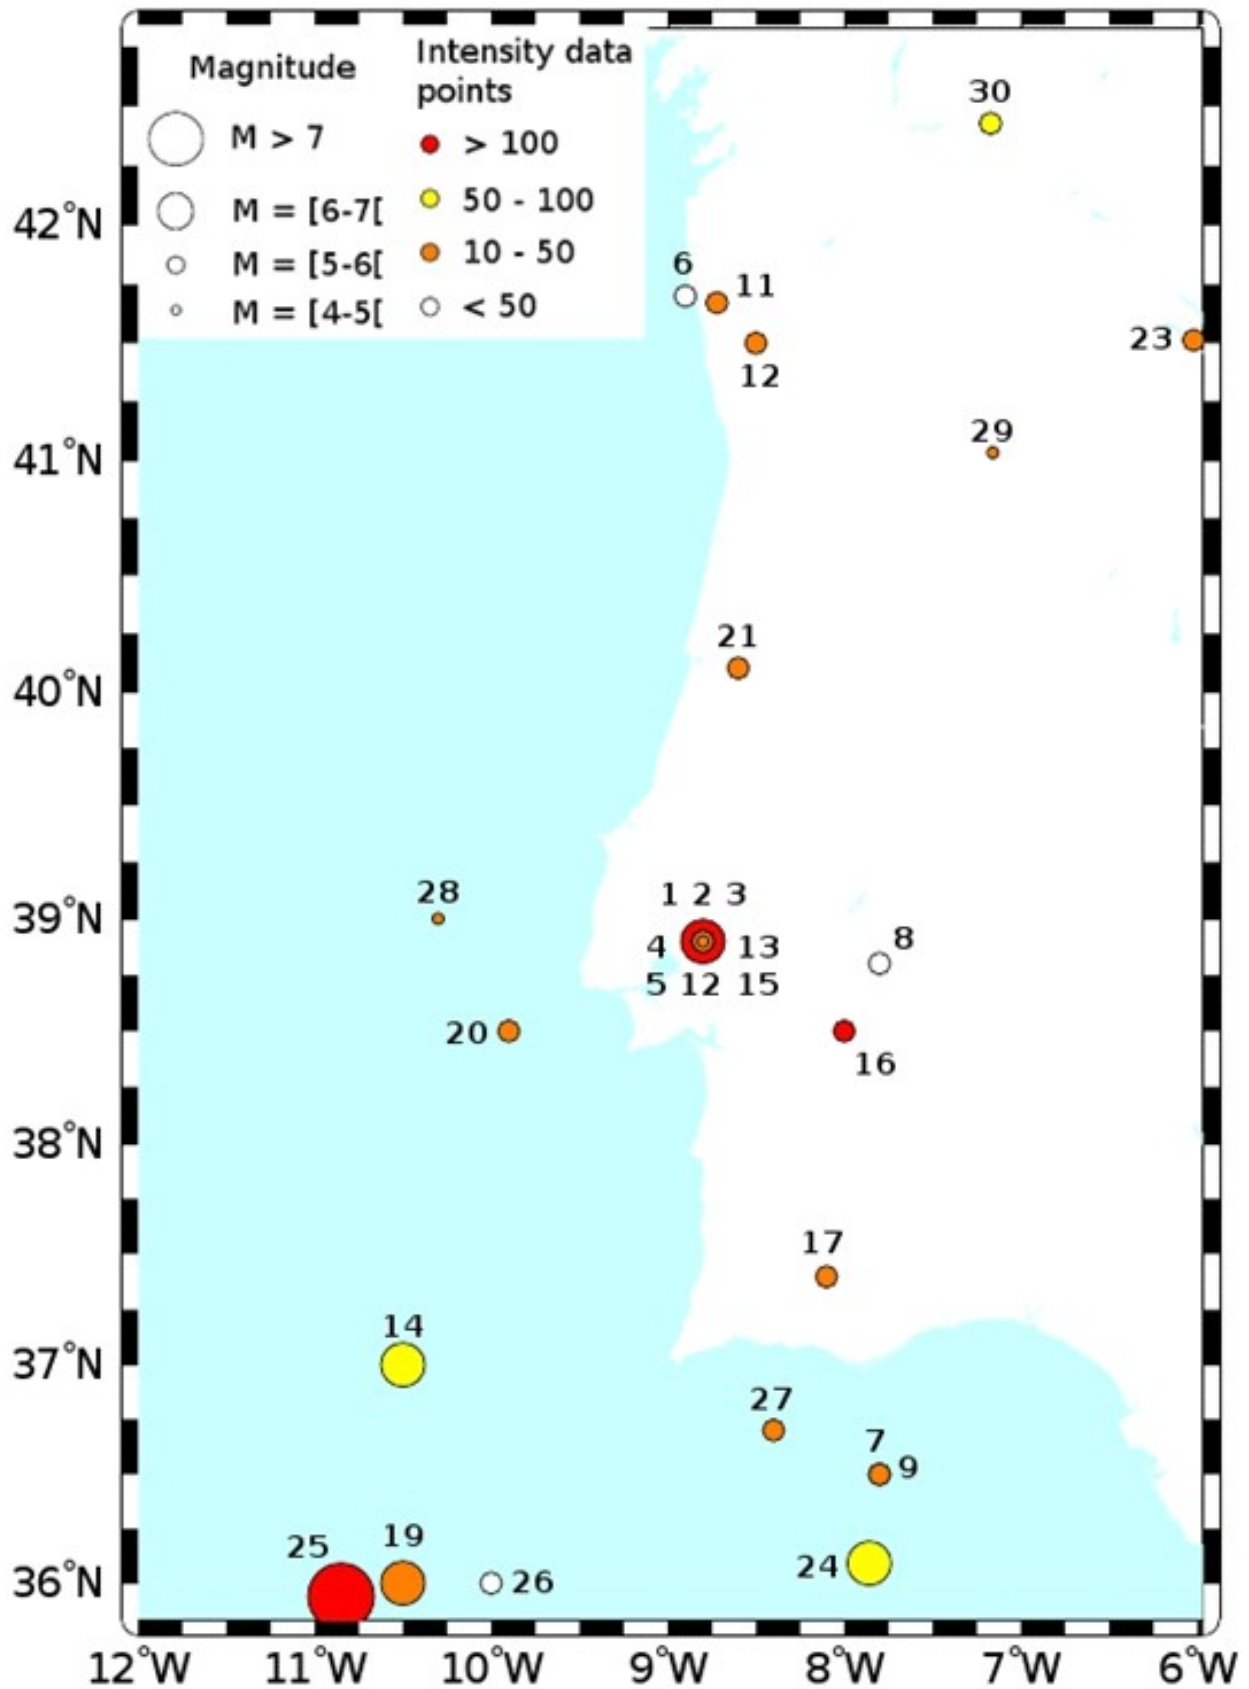 Magnitude
M > 7
M = [6-7[
M = [5-6[
M = [4-5[
Intensity data
points
> 100
50 - 100
10 - 50
< 50
30
42°N
6
11
12
23
29
41°N
21
40°N
28
39°N
1 2 3
4 13
5 12 15
8
20
16
38°N
17
14
37°N
27
7
9
25
19
26
24
36°N
12°W 11°W 10°W 9°W 8°W 7°W 6°W